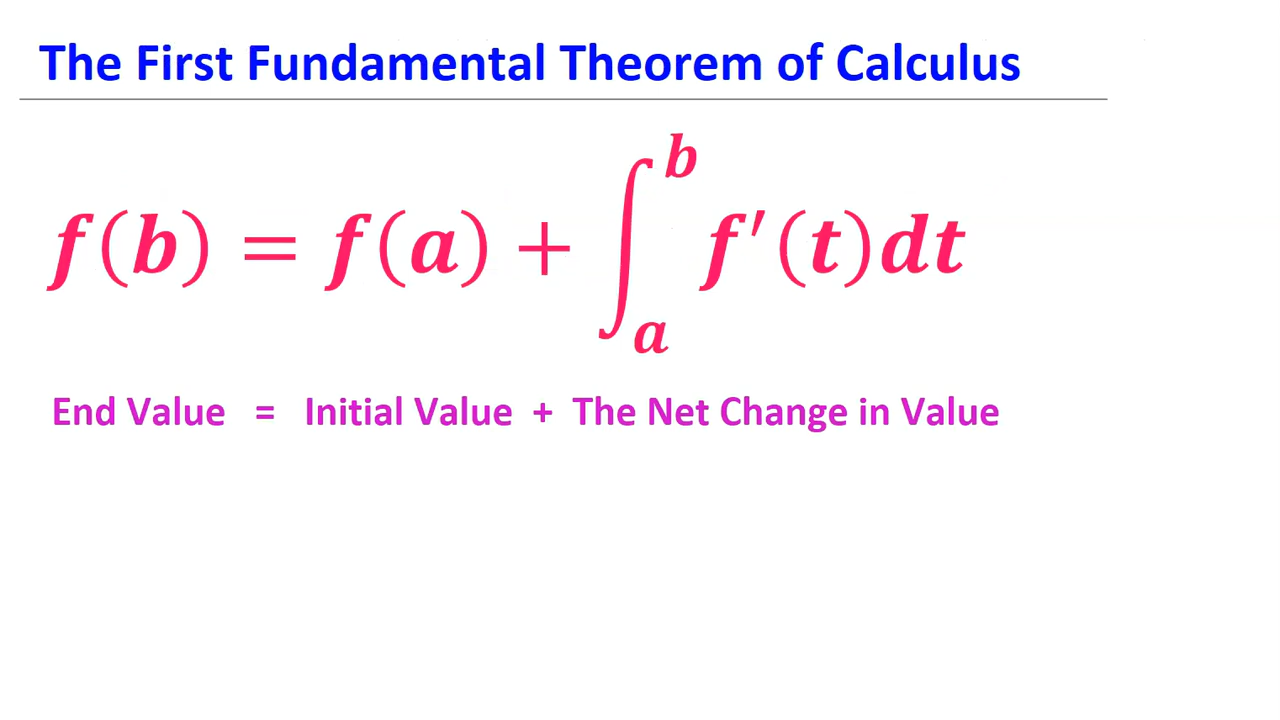 The First Fundamental Theorem of Calculus
f(b) = f(a) + ∫_a^b f′(t)dt
End Value = Initial Value + The Net Change in Value